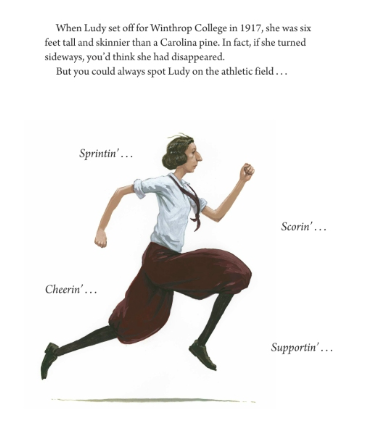 When Ludy set off for Winthrop College in 1917, she was six
feet tall and skinnier than a Carolina pine. In fact, if she turned
sideways, you'd think she had disappeared.
But you could always spot Ludy on the athletic field . . .
Sprintin' . . .
Scorin' . . .
Cheerin' . . .
Supportin' . . .